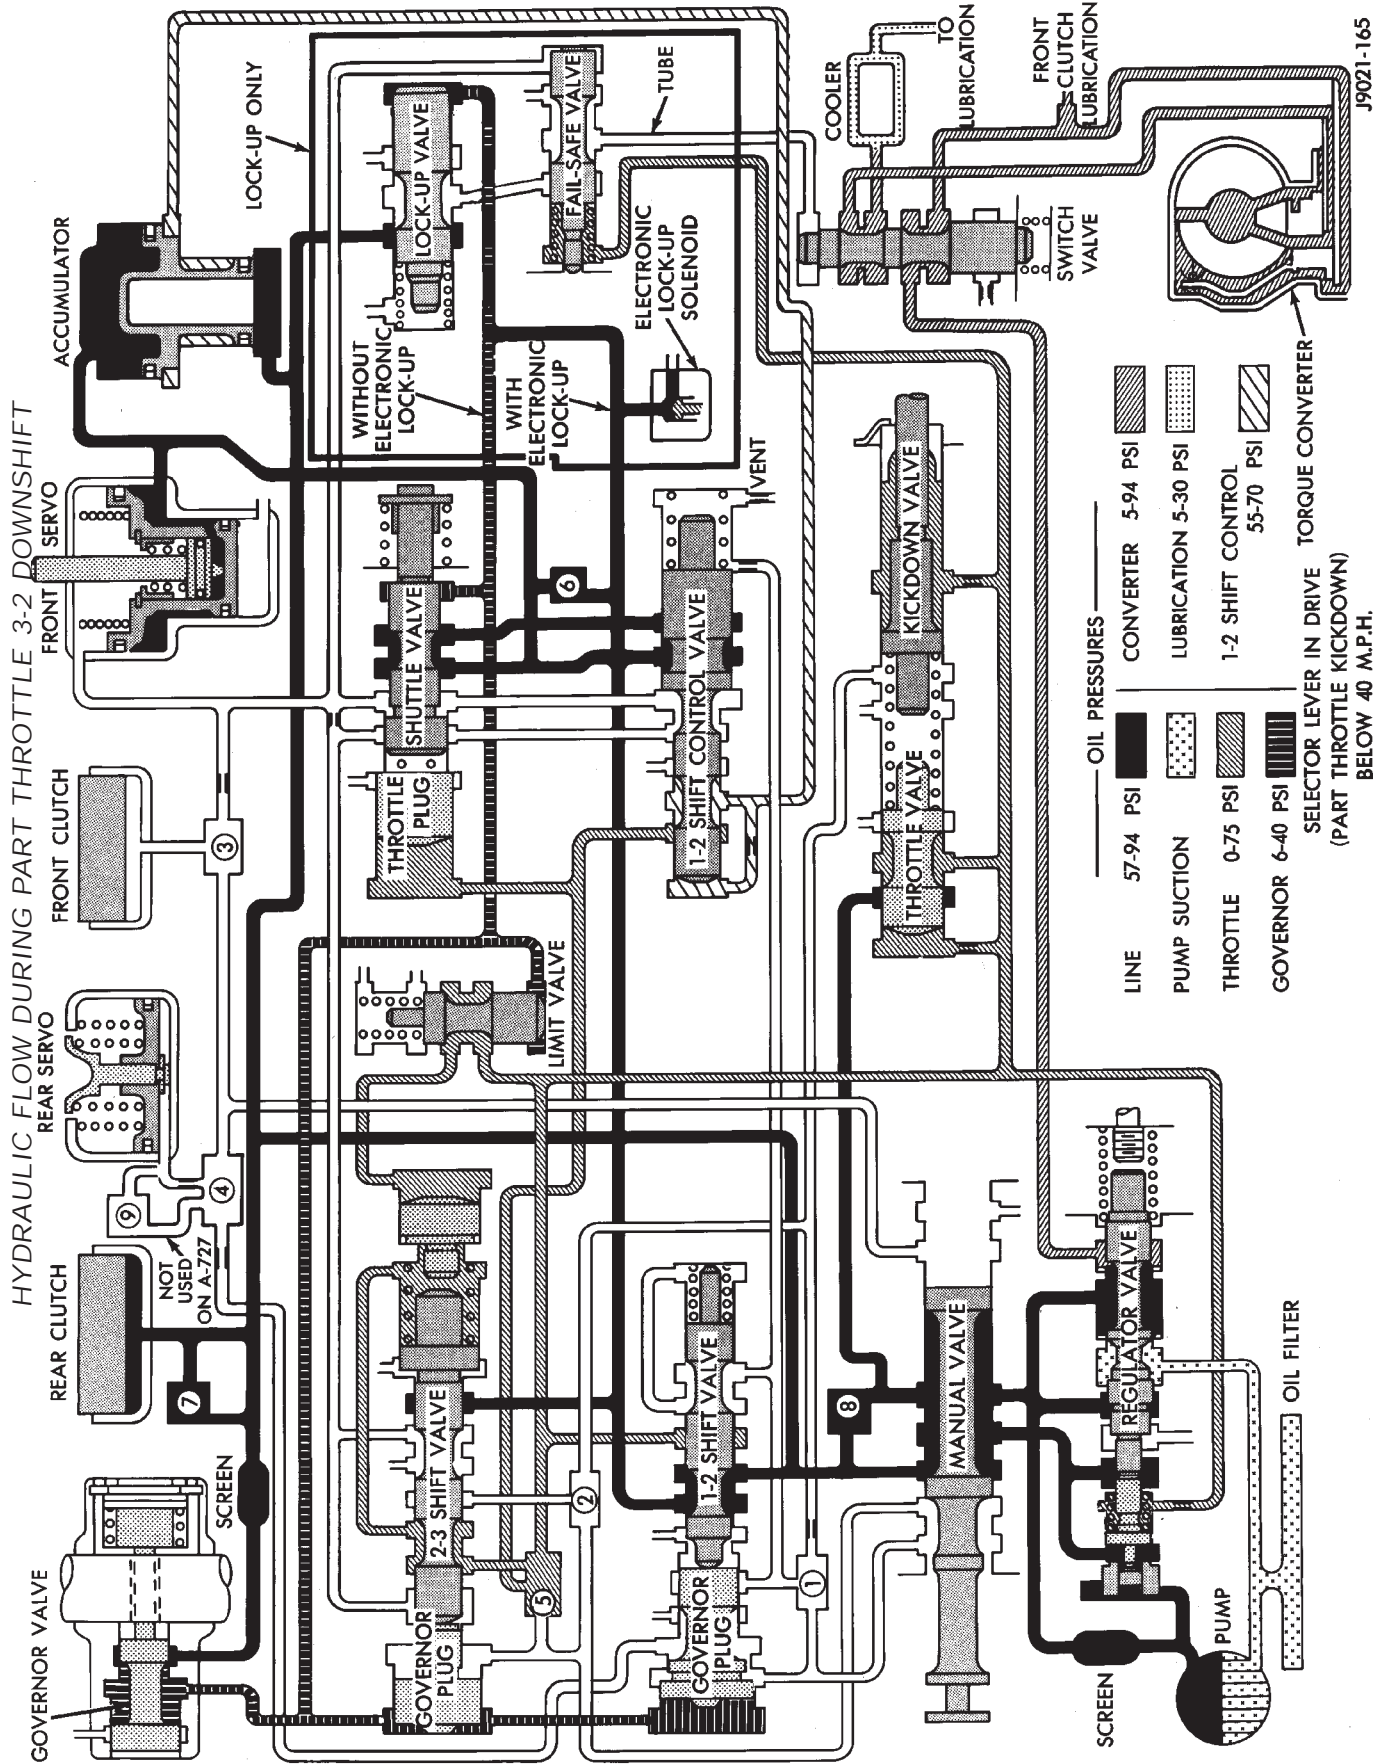 HYDRAULIC FLOW DURING PART THROTTLE 3-2 DOWNSHIFT
GOVERNOR VALVE
REAR CLUTCH
REAR SERVO
FRONT CLUTCH
FRONT SERVO
ACCUMULATOR
LOCK-UP ONLY
SCREEN
7
9
NOT
USED
ON A-727
4
3
GOVERNOR
PLUG
2-3 SHIFT VALVE
LIMIT VALVE
THROTTLE
PLUG
SHUTTLE VALVE
WITHOUT
ELECTRONIC
LOCK-UP
LOCK-UP VALVE
5
2
6
WITH
ELECTRONIC
LOCK-UP
FAIL-SAFE VALVE
TUBE
ELECTRONIC
LOCK-UP
SOLENOID
GOVERNOR
PLUG
1-2 SHIFT VALVE
1-2 SHIFT CONTROL VALVE
VENT
1
8
COOLER
TO
LUBRICATION
MANUAL VALVE
THROTTLE VALVE
KICKDOWN VALVE
SWITCH
VALVE
FRONT
CLUTCH
LUBRICATION
SCREEN
PUMP
REGULATOR VALVE
OIL FILTER
OIL PRESSURES
LINE 57-94 PSI
CONVERTER 5-94 PSI
PUMP SUCTION
LUBRICATION 5-30 PSI
THROTTLE 0-75 PSI
1-2 SHIFT CONTROL
55-70 PSI
GOVERNOR 6-40 PSI
TORQUE CONVERTER
SELECTOR LEVER IN DRIVE
(PART THROTTLE KICKDOWN)
BELOW 40 M.P.H.
J9021-165